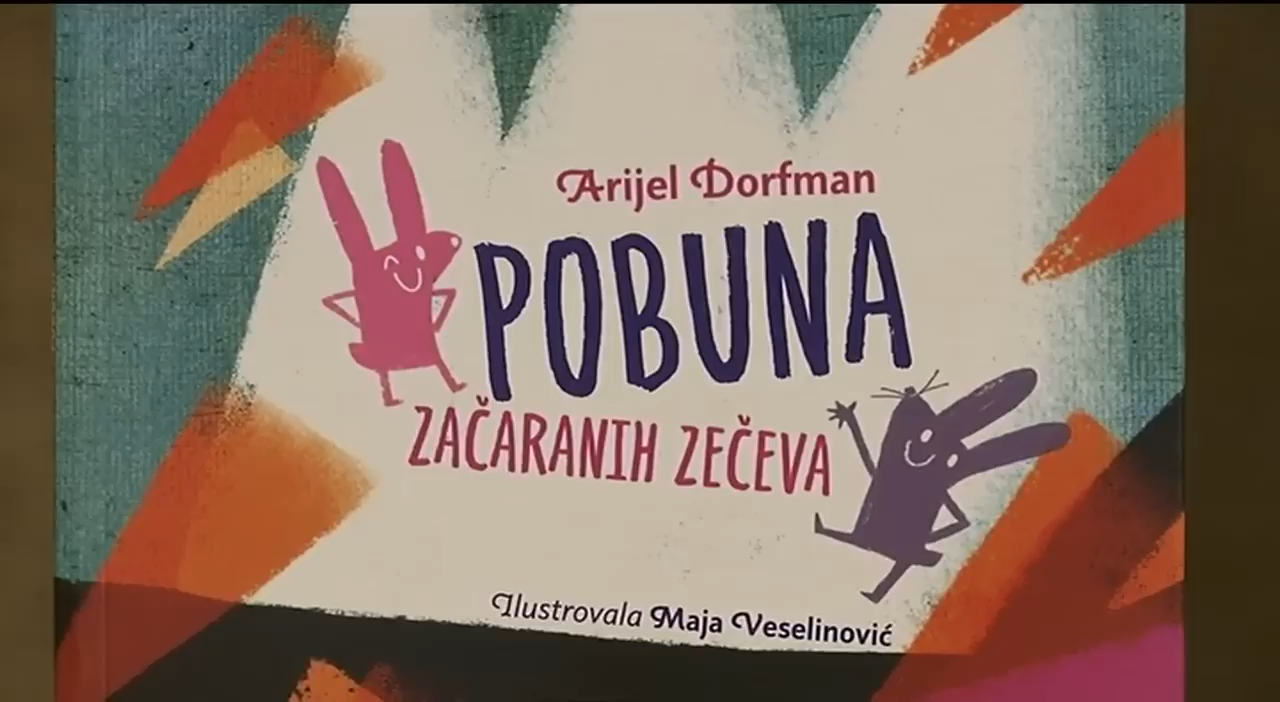 Arijel Dorfman
POBUNA
ZAČARANIH ZEČEVA
Ilustrovala Maja Veselinović